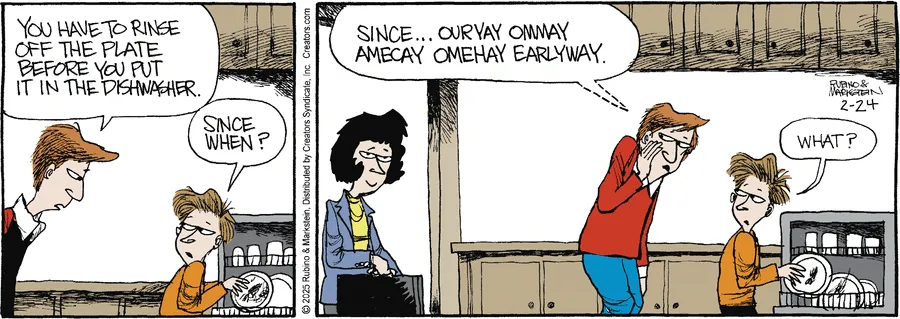 YOU HAVE TO RINSE
OFF THE PLATE
BEFORE YOU PUT
IT IN THE DISHWASHER.
SINCE
WHEN?
© 2025 Rubino & Markstein, Distributed by Creators Syndicate, Inc. Creators.com
SINCE... OURYAY OMMAY
AMECAY OMEHAY EARLYWAY.
RUBINO &
MARKSTEIN
2-24
WHAT?